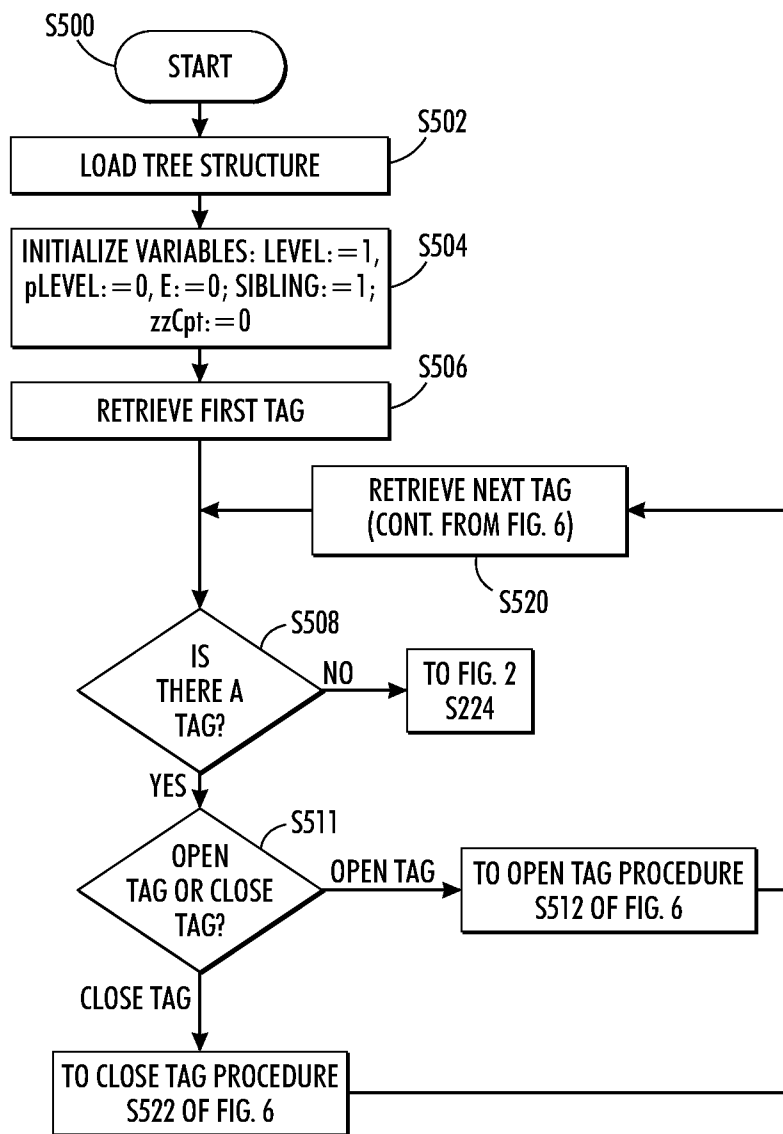 S500
START
S502
LOAD TREE STRUCTURE
S504
INITIALIZE VARIABLES: LEVEL:=1,
pLEVEL:=0, E:=0; SIBLING:=1;
zzCpt:=0
S506
RETRIEVE FIRST TAG
RETRIEVE NEXT TAG
(CONT. FROM FIG. 6)
S520
S508
IS
THERE A
TAG?
NO
TO FIG. 2
S224
YES
S511
OPEN
TAG OR CLOSE
TAG?
OPEN TAG
TO OPEN TAG PROCEDURE
S512 OF FIG. 6
CLOSE TAG
TO CLOSE TAG PROCEDURE
S522 OF FIG. 6